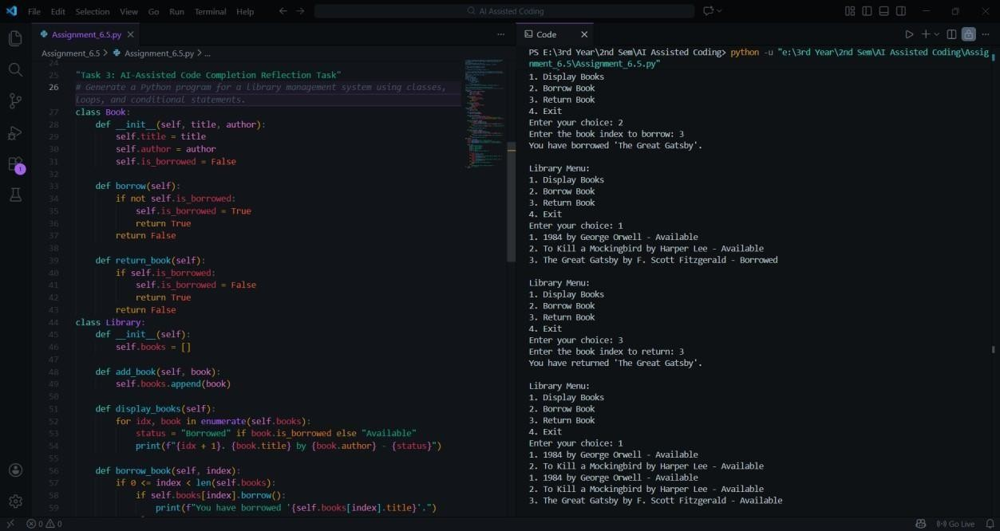 File Edit Selection View Go Run Terminal Help
AI Assisted Coding
Assignment_6.5.py
Assignment_6.5 > Assignment_6.5.py > ...
24
25 "Task 3: AI-Assisted Code Completion Reflection Task"
26 # Generate a Python program for a library management system using classes,
loops, and conditional statements.
27 class Book:
28 def __init__(self, title, author):
29 self.title = title
30 self.author = author
31 self.is_borrowed = False
32
33 def borrow(self):
34 if not self.is_borrowed:
35 self.is_borrowed = True
36 return True
37 return False
38
39 def return_book(self):
40 if self.is_borrowed:
41 self.is_borrowed = False
42 return True
43 return False
44 class Library:
45 def __init__(self):
46 self.books = []
47
48 def add_book(self, book):
49 self.books.append(book)
50
51 def display_books(self):
52 for idx, book in enumerate(self.books):
53 status = "Borrowed" if book.is_borrowed else "Available"
54 print(f"{idx + 1}. {book.title} by {book.author} - {status}")
55
56 def borrow_book(self, index):
57 if 0 <= index < len(self.books):
58 if self.books[index].borrow():
59 print(f"You have borrowed '{self.books[index].title}'.")
Code
PS E:\3rd Year\2nd Sem\AI Assisted Coding> python -u "e:\3rd Year\2nd Sem\AI Assisted Coding\Assig
nment_6.5\Assignment_6.5.py"
1. Display Books
2. Borrow Book
3. Return Book
4. Exit
Enter your choice: 2
Enter the book index to borrow: 3
You have borrowed 'The Great Gatsby'.
Library Menu:
1. Display Books
2. Borrow Book
3. Return Book
4. Exit
Enter your choice: 1
1. 1984 by George Orwell - Available
2. To Kill a Mockingbird by Harper Lee - Available
3. The Great Gatsby by F. Scott Fitzgerald - Borrowed
Library Menu:
1. Display Books
2. Borrow Book
3. Return Book
4. Exit
Enter your choice: 3
Enter the book index to return: 3
You have returned 'The Great Gatsby'.
Library Menu:
1. Display Books
2. Borrow Book
3. Return Book
4. Exit
Enter your choice: 1
1. 1984 by George Orwell - Available
2. To Kill a Mockingbird by Harper Lee - Available
1. 1984 by George Orwell - Available
2. To Kill a Mockingbird by Harper Lee - Available
3. The Great Gatsby by F. Scott Fitzgerald - Available
1
0 0
Go Live